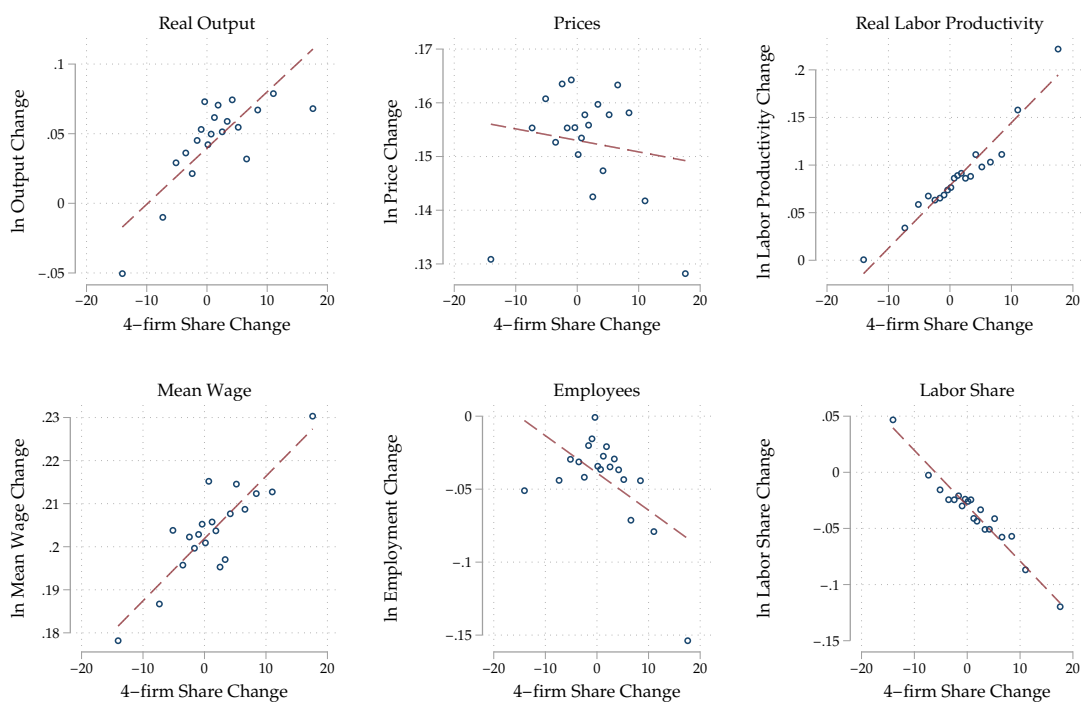 Real Output
Prices
Real Labor Productivity
ln Output Change
.1
.05
0
−.05
−20 −10 0 10 20
4−firm Share Change
ln Price Change
.17
.16
.15
.14
.13
−20 −10 0 10 20
4−firm Share Change
ln Labor Productivity Change
.2
.15
.1
.05
0
−20 −10 0 10 20
4−firm Share Change
Mean Wage
Employees
Labor Share
ln Mean Wage Change
.23
.22
.21
.2
.19
.18
−20 −10 0 10 20
4−firm Share Change
ln Employment Change
0
−.05
−.1
−.15
−20 −10 0 10 20
4−firm Share Change
ln Labor Share Change
.05
0
−.05
−.1
−.15
−20 −10 0 10 20
4−firm Share Change